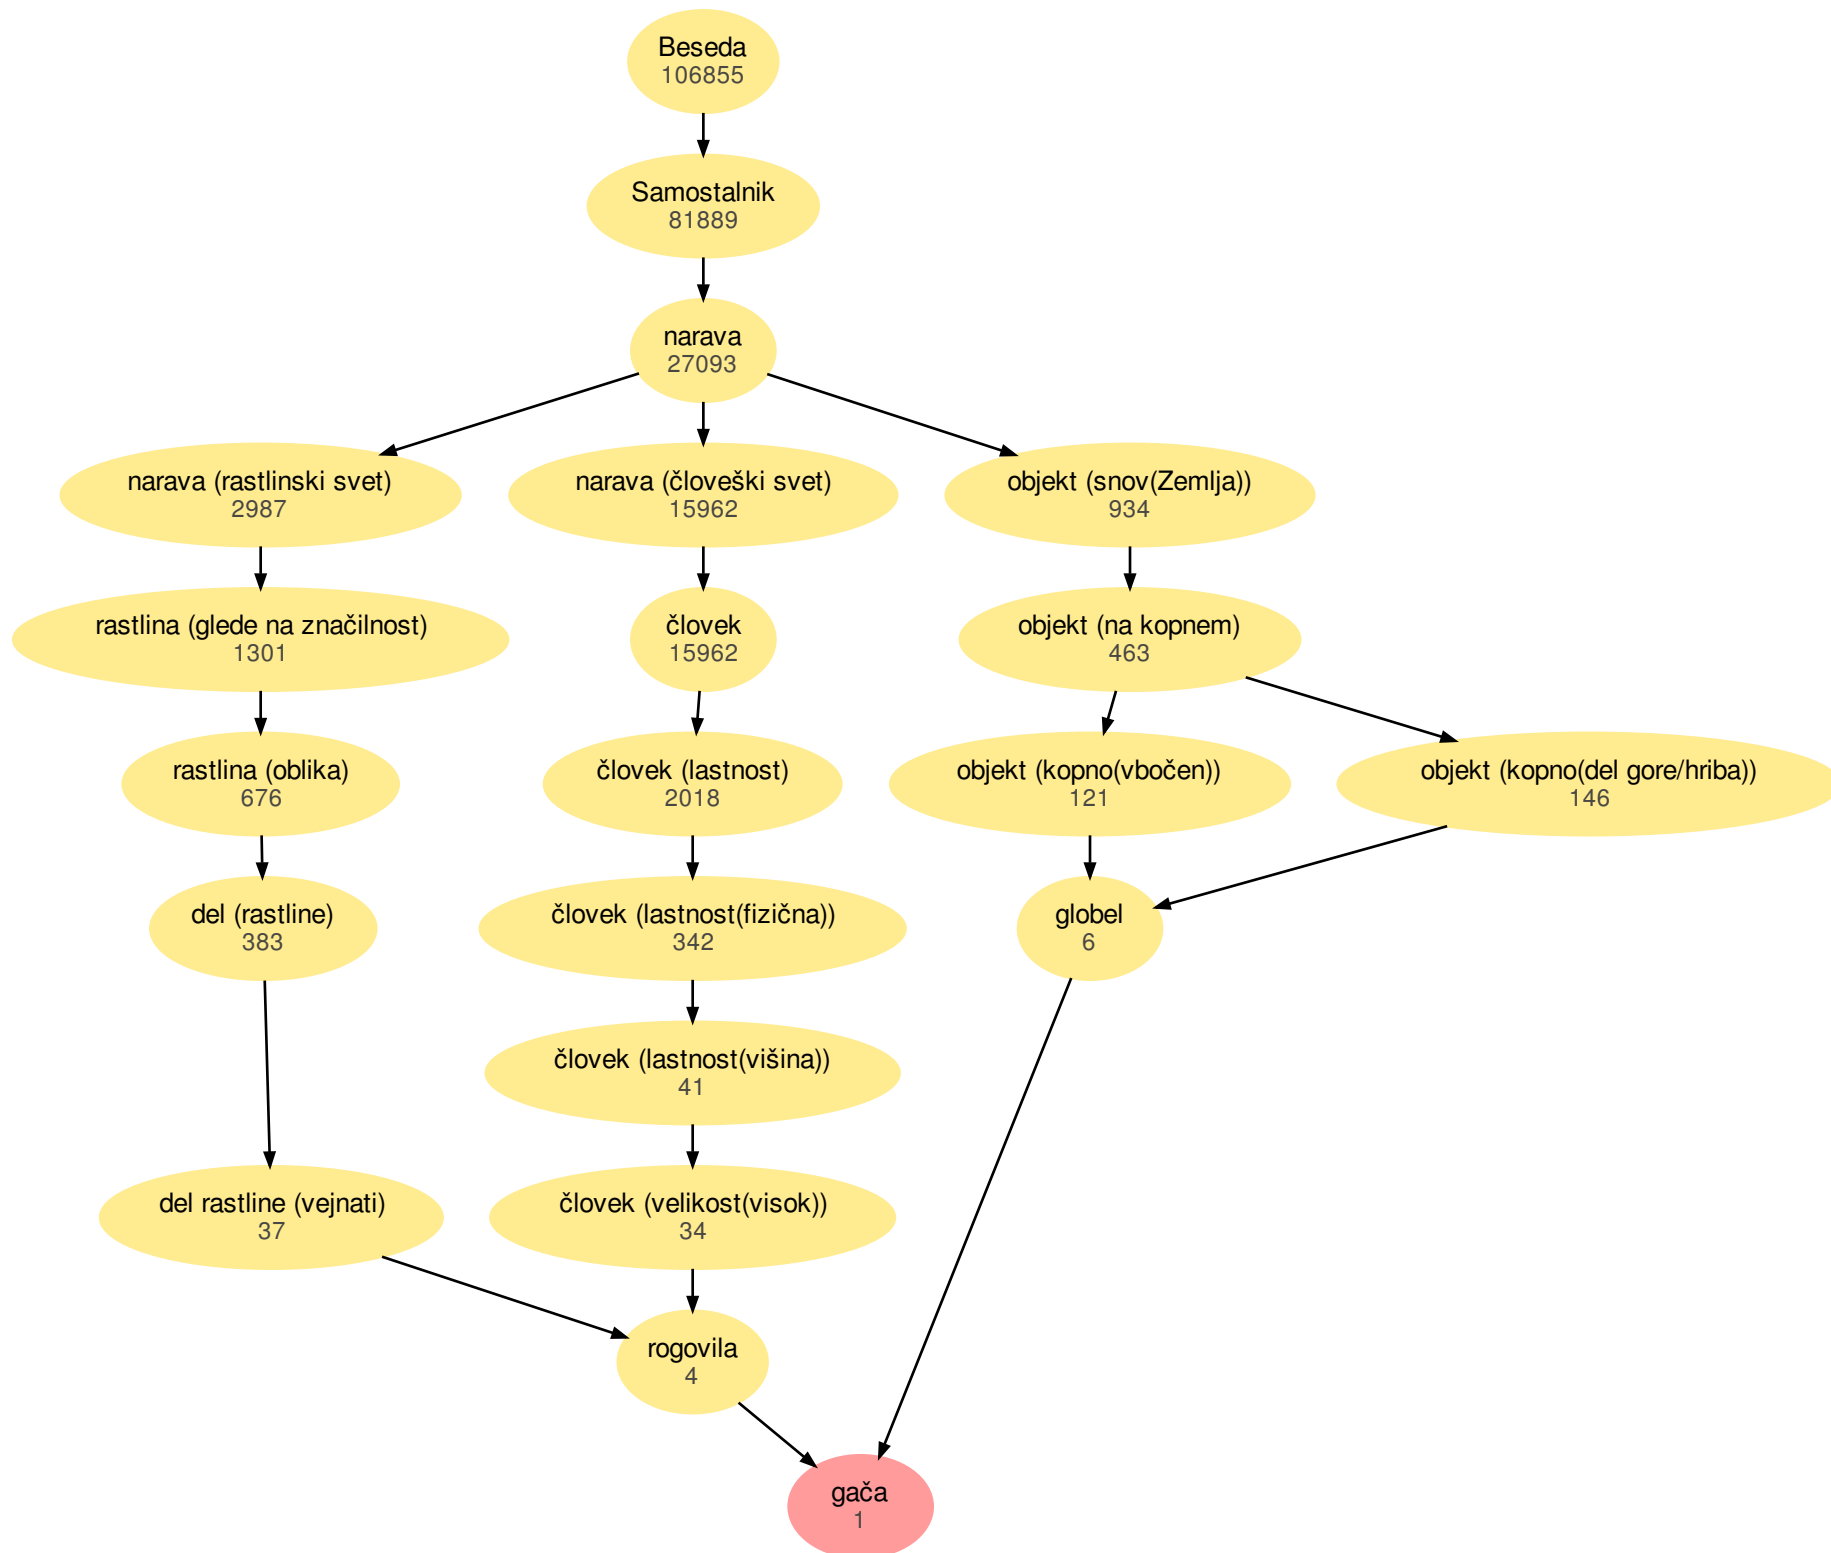 Beseda
106855
Samostalnik
81889
narava
27093
narava (rastlinski svet)
2987
narava (človeški svet)
15962
objekt (snov(Zemlja))
934
rastlina (glede na značilnost)
1301
človek
15962
objekt (na kopnem)
463
rastlina (oblika)
676
človek (lastnost)
2018
objekt (kopno(vbočen))
121
objekt (kopno(del gore/hriba))
146
del (rastline)
383
človek (lastnost(fizična))
342
globel
6
človek (lastnost(višina))
41
del rastline (vejnati)
37
človek (velikost(visok))
34
rogovila
4
gača
1